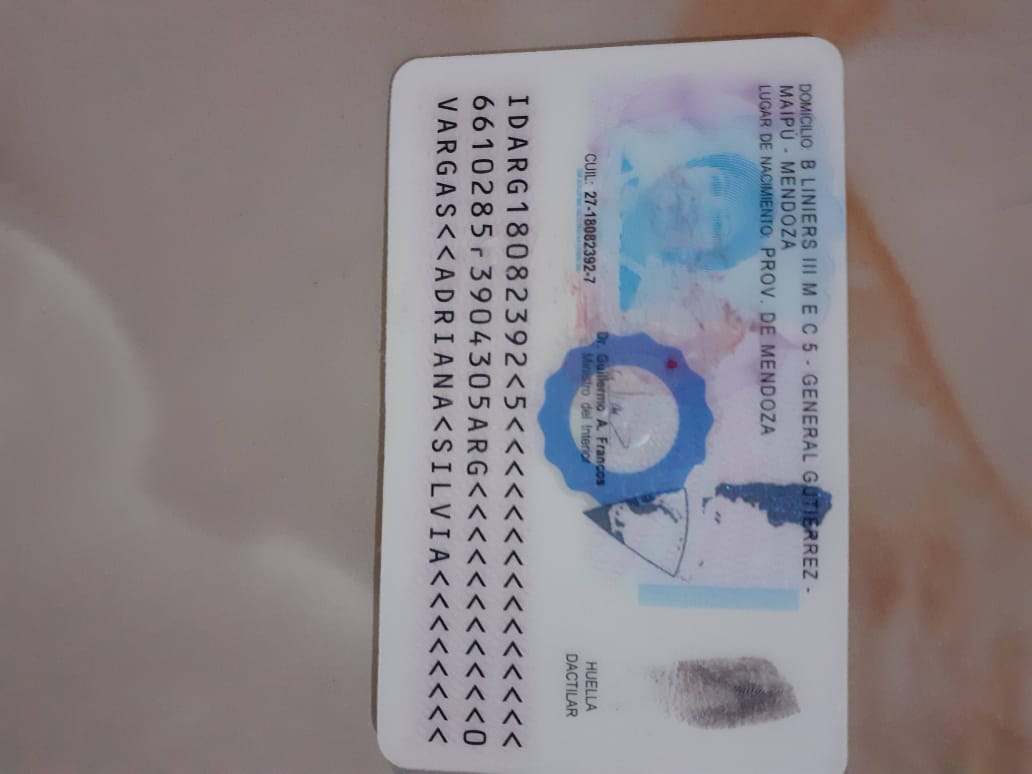 DOMICILIO: B LINIERS III M E C 5 - GENERAL GUTIERREZ -
MAIPÚ - MENDOZA
LUGAR DE NACIMIENTO: PROV. DE MENDOZA
CUIL: 27-18082392-7
Dr. Guillermo A. Francos
Ministro del Interior
HUELLA
DACTILAR
IDARG18082392<5<<<<<<<<<<<<<<<
6610285r3904305ARG<<<<<<<<<<<0
VARGAS<<ADRIANA<SILVIA<<<<<<<<